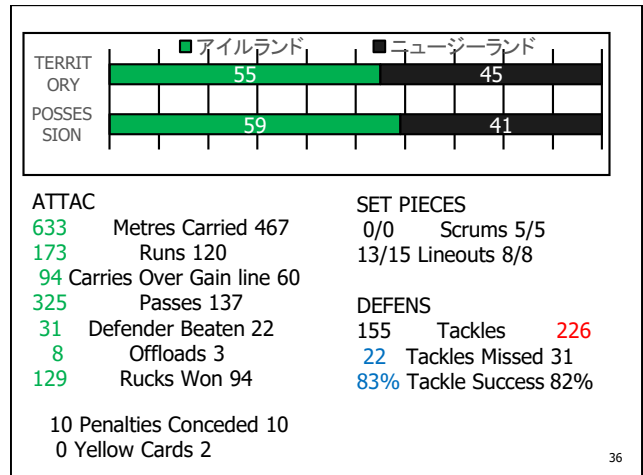 アイルランド ニュージーランド
TERRIT
ORY
55 45
POSSES
SION
59 41
ATTAC
633 Metres Carried 467
173 Runs 120
94 Carries Over Gain line 60
325 Passes 137
31 Defender Beaten 22
8 Offloads 3
129 Rucks Won 94
10 Penalties Conceded 10
0 Yellow Cards 2
SET PIECES
0/0 Scrums 5/5
13/15 Lineouts 8/8
DEFENS
155 Tackles 226
22 Tackles Missed 31
83% Tackle Success 82%
36